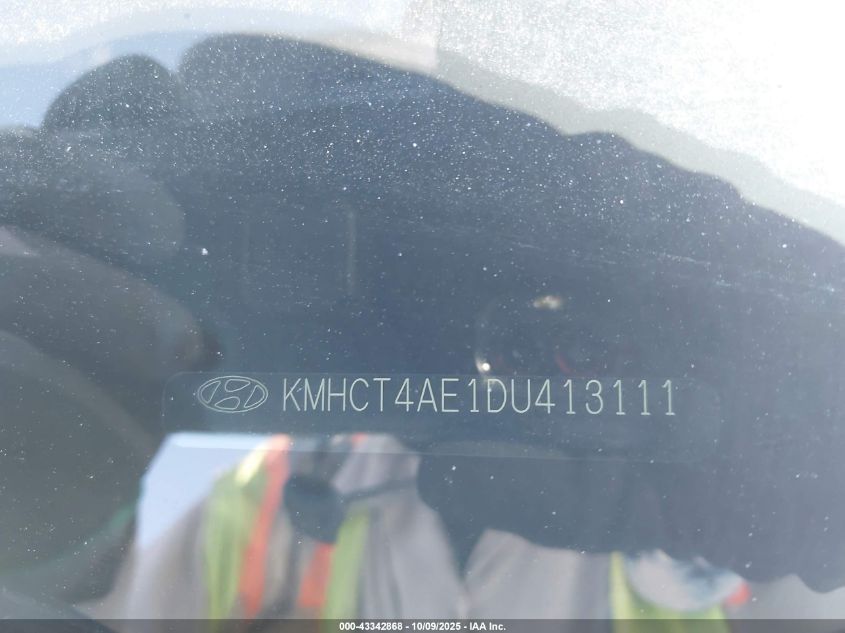 KMHCT4AE1DU413111
000-43342868 - 10/09/2025 - IAA Inc.